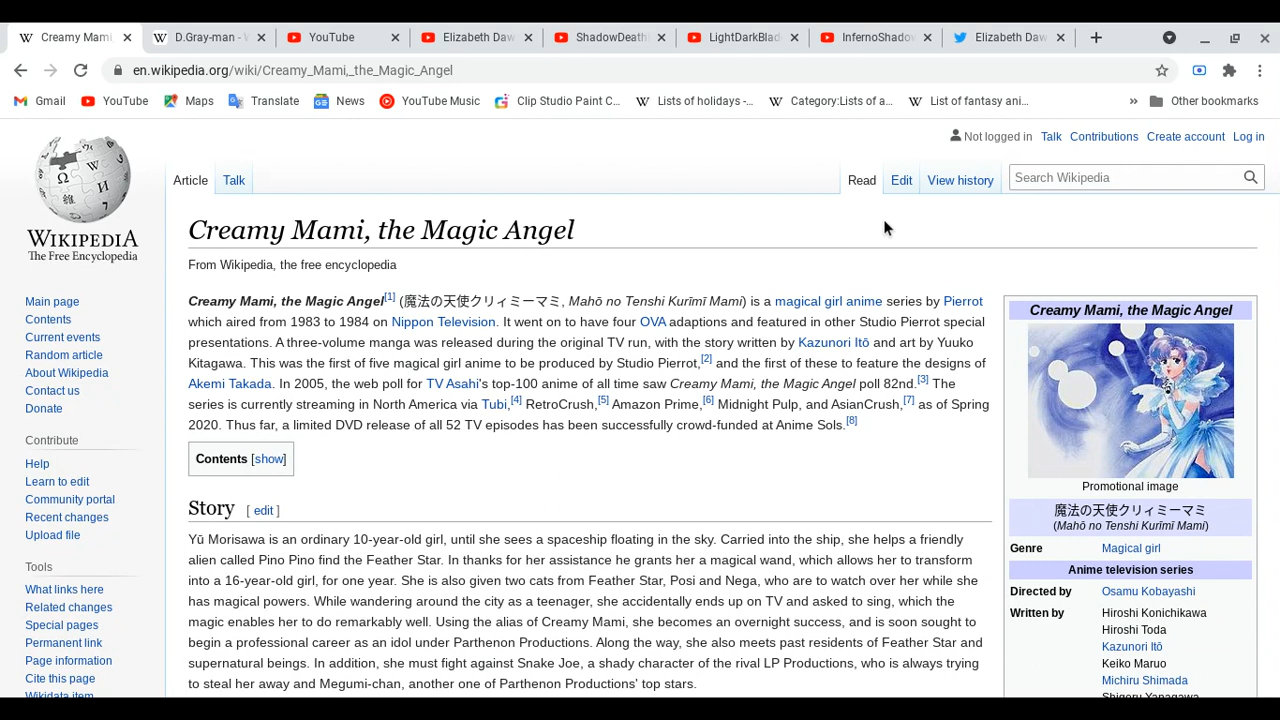 Creamy Mami,
D.Gray-man - W
YouTube
Elizabeth Daw
ShadowDeath
LightDarkBlad
InfernoShadow
Elizabeth Daw
en.wikipedia.org/wiki/Creamy_Mami,_the_Magic_Angel
Gmail YouTube Maps Translate News YouTube Music Clip Studio Paint C... Lists of holidays -... Category:Lists of a... List of fantasy ani... » Other bookmarks
Not logged in Talk Contributions Create account Log in
Article Talk Read Edit View history Search Wikipedia
WIKIPEDIA
The Free Encyclopedia
Main page
Contents
Current events
Random article
About Wikipedia
Contact us
Donate
Contribute
Help
Learn to edit
Community portal
Recent changes
Upload file
Tools
What links here
Related changes
Special pages
Permanent link
Page information
Cite this page
Wikidata item
Creamy Mami, the Magic Angel
From Wikipedia, the free encyclopedia
Creamy Mami, the Magic Angel[1] (魔法の天使クリィミーマミ, Mahō no Tenshi Kurīmī Mami) is a magical girl anime series by Pierrot
which aired from 1983 to 1984 on Nippon Television. It went on to have four OVA adaptions and featured in other Studio Pierrot special
presentations. A three-volume manga was released during the original TV run, with the story written by Kazunori Itō and art by Yuuko
Kitagawa. This was the first of five magical girl anime to be produced by Studio Pierrot,[2] and the first of these to feature the designs of
Akemi Takada. In 2005, the web poll for TV Asahi's top-100 anime of all time saw Creamy Mami, the Magic Angel poll 82nd.[3] The
series is currently streaming in North America via Tubi,[4] RetroCrush,[5] Amazon Prime,[6] Midnight Pulp, and AsianCrush,[7] as of Spring
2020. Thus far, a limited DVD release of all 52 TV episodes has been successfully crowd-funded at Anime Sols.[8]
Contents [show]
Story [ edit ]
Yū Morisawa is an ordinary 10-year-old girl, until she sees a spaceship floating in the sky. Carried into the ship, she helps a friendly
alien called Pino Pino find the Feather Star. In thanks for her assistance he grants her a magical wand, which allows her to transform
into a 16-year-old girl, for one year. She is also given two cats from Feather Star, Posi and Nega, who are to watch over her while she
has magical powers. While wandering around the city as a teenager, she accidentally ends up on TV and asked to sing, which the
magic enables her to do remarkably well. Using the alias of Creamy Mami, she becomes an overnight success, and is soon sought to
begin a professional career as an idol under Parthenon Productions. Along the way, she also meets past residents of Feather Star and
supernatural beings. In addition, she must fight against Snake Joe, a shady character of the rival LP Productions, who is always trying
to steal her away and Megumi-chan, another one of Parthenon Productions' top stars.
Creamy Mami, the Magic Angel
Promotional image
魔法の天使クリィミーマミ
(Mahō no Tenshi Kurīmī Mami)
Genre Magical girl
Anime television series
Directed by Osamu Kobayashi
Written by Hiroshi Konichikawa
Hiroshi Toda
Kazunori Itō
Keiko Maruo
Michiru Shimada
Shigeru Yanagawa